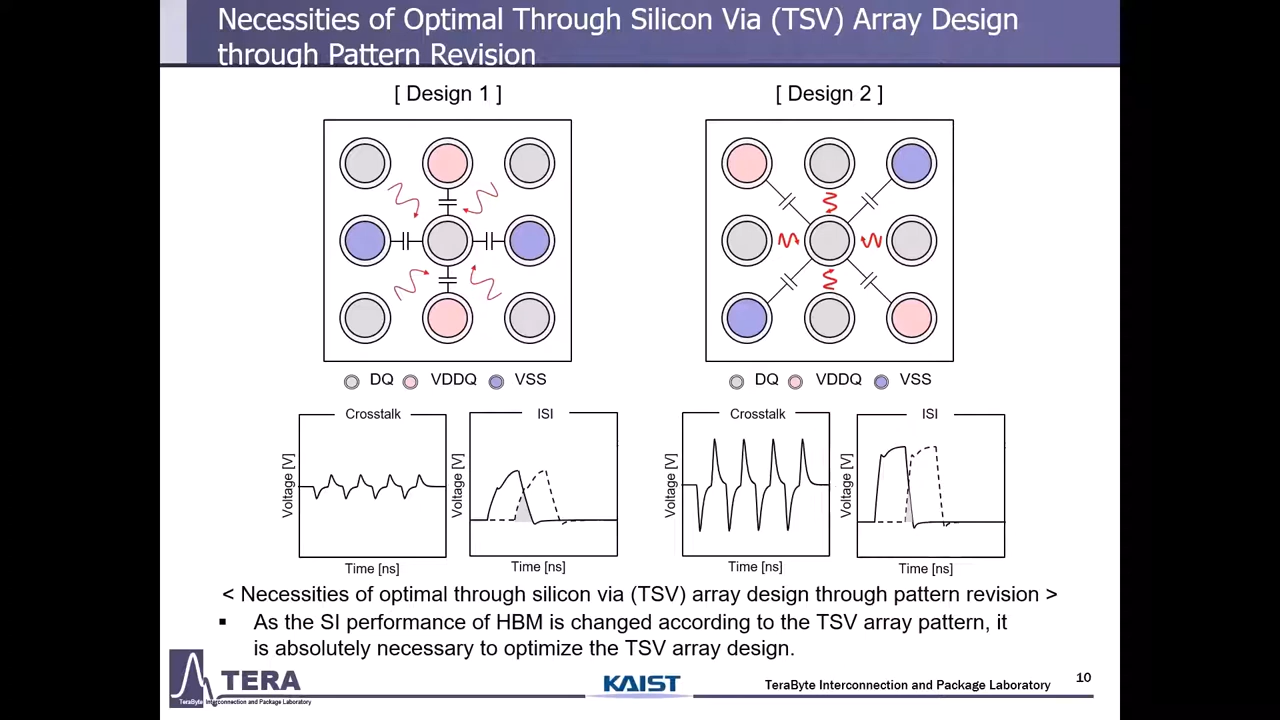 Necessities of Optimal Through Silicon Via (TSV) Array Design
through Pattern Revision
[ Design 1 ]
[ Design 2 ]
DQ VDDQ VSS
DQ VDDQ VSS
Crosstalk
Voltage [V]
Time [ns]
ISI
Voltage [V]
Time [ns]
Crosstalk
Voltage [V]
Time [ns]
ISI
Voltage [V]
Time [ns]
< Necessities of optimal through silicon via (TSV) array design through pattern revision >
▪ As the SI performance of HBM is changed according to the TSV array pattern, it
is absolutely necessary to optimize the TSV array design.
TERA
TeraByte Interconnection and Package Laboratory
KAIST
TeraByte Interconnection and Package Laboratory
10